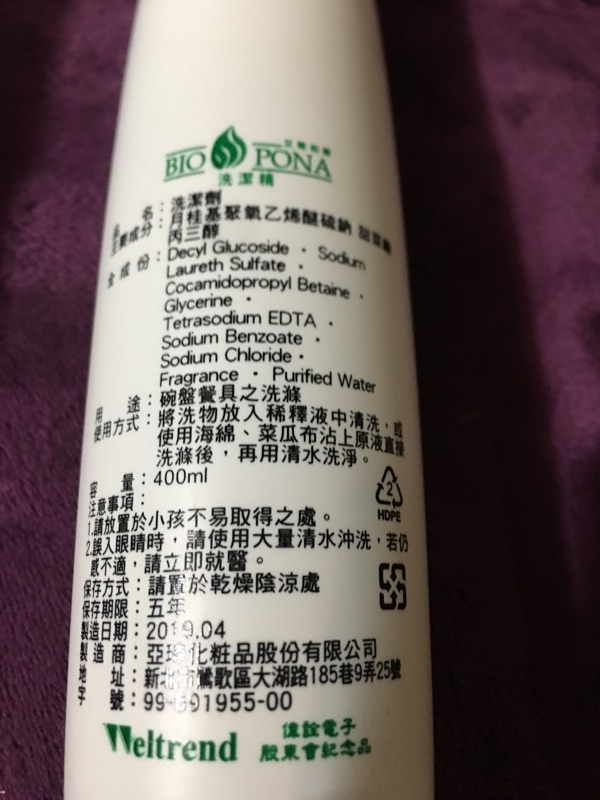 BIO PONA
洗潔精
名：洗潔劑
主要成分：月桂基聚氧乙烯醚硫鈉
丙三醇
全成份：Decyl Glucoside · Sodium
Laureth Sulfate ·
Cocamidopropyl Betaine ·
Glycerine ·
Tetrasodium EDTA ·
Sodium Benzoate ·
Sodium Chloride ·
Fragrance · Purified Water
用途：碗盤餐具之洗滌
使用方式：將洗物放入稀釋液中清洗，或
使用海綿、菜瓜布沾上原液直接
洗滌後，再用清水洗淨。
容量：400ml
注意事項：
1.請放置於小孩不易取得之處。
2.誤入眼睛時，請使用大量清水沖洗，若仍
感不適，請立即就醫。
保存方式：請置於乾燥陰涼處
保存期限：五年
製造日期：2019.04
製造商：亞 化粧品股份有限公司
地址：新北市鶯歌區大湖路185巷9弄25號
字號：99- 01955-00
2
HDPE
Weltrend
偉詮電子
股東會紀念品